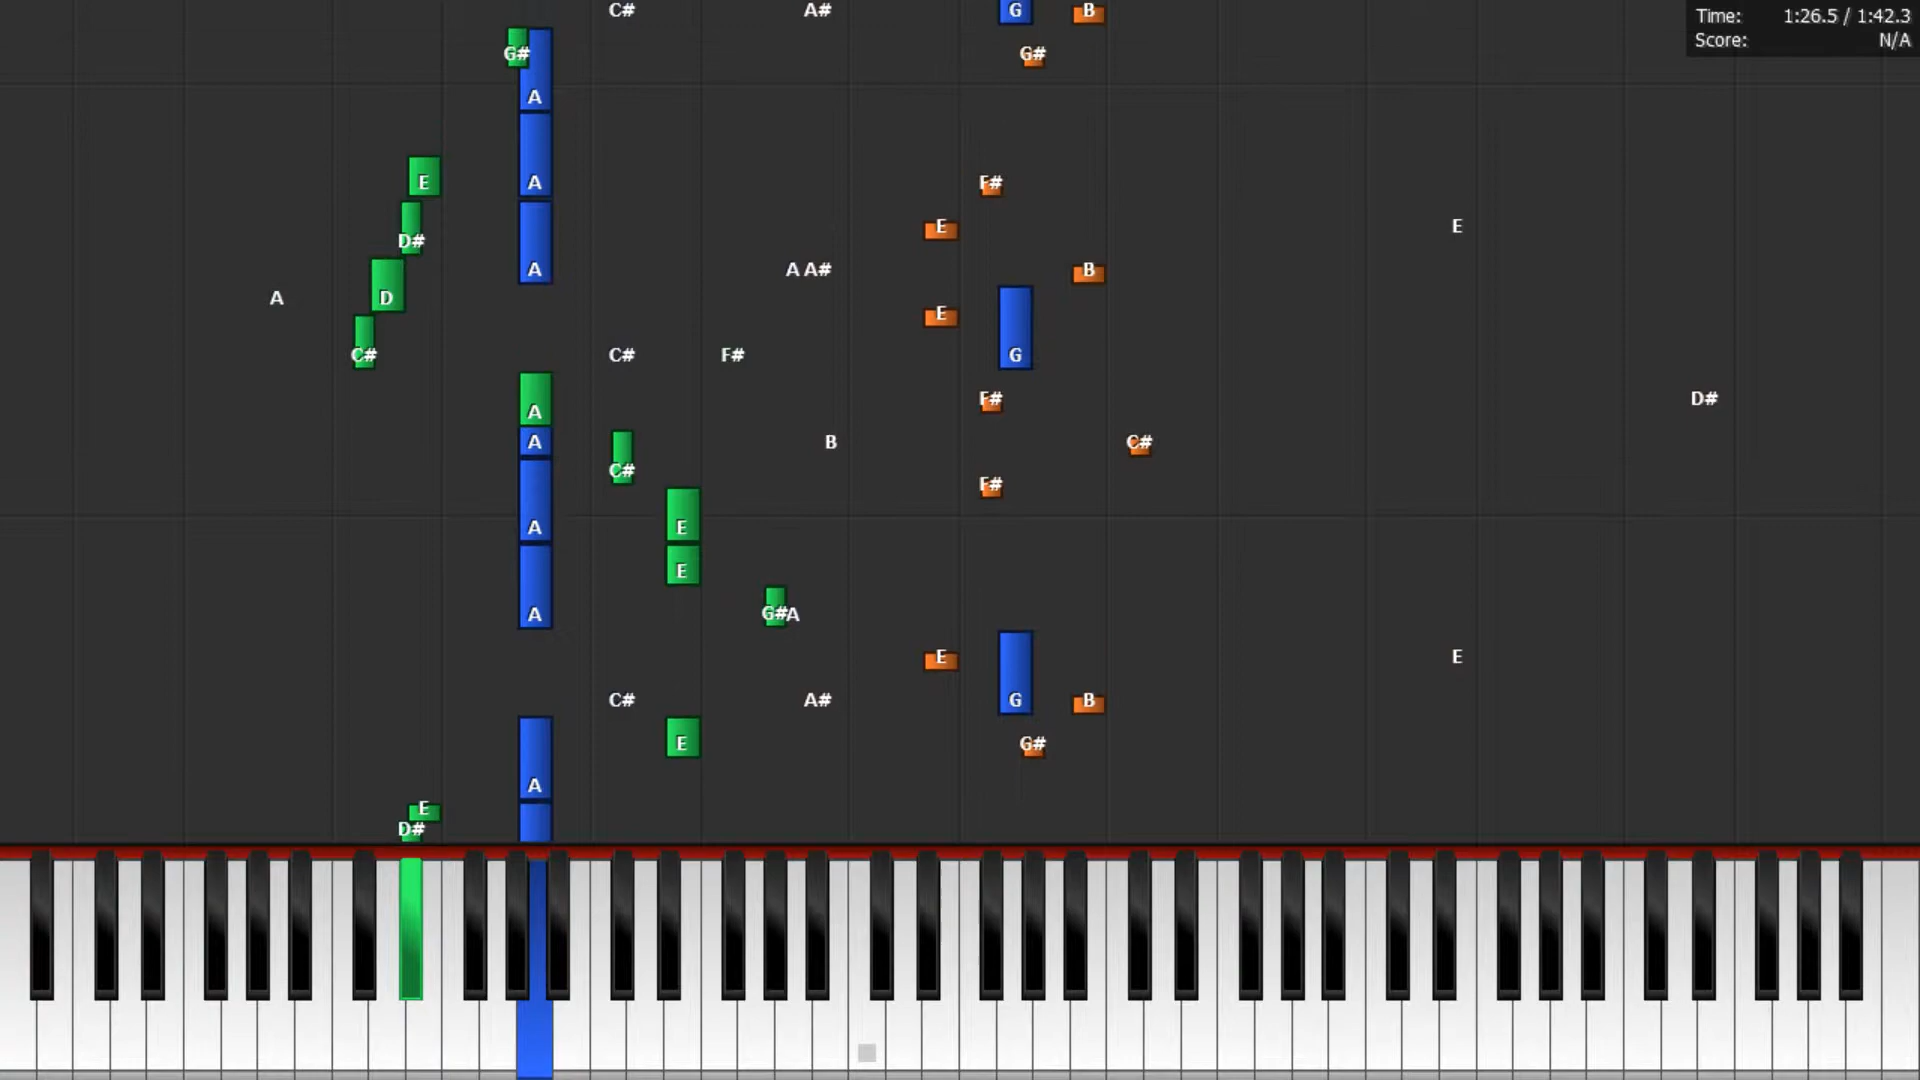 C# A# G B Time: 1:26.5 / 1:42.3
Score: N/A
G# G#
A
E A F#
D# E E
A A A# B
A D
E
C# C# F# G
F# D#
A
A B C#
C#
F#
E A
E
A G# A
E E
C# A# G B
E G#
A
E
D#